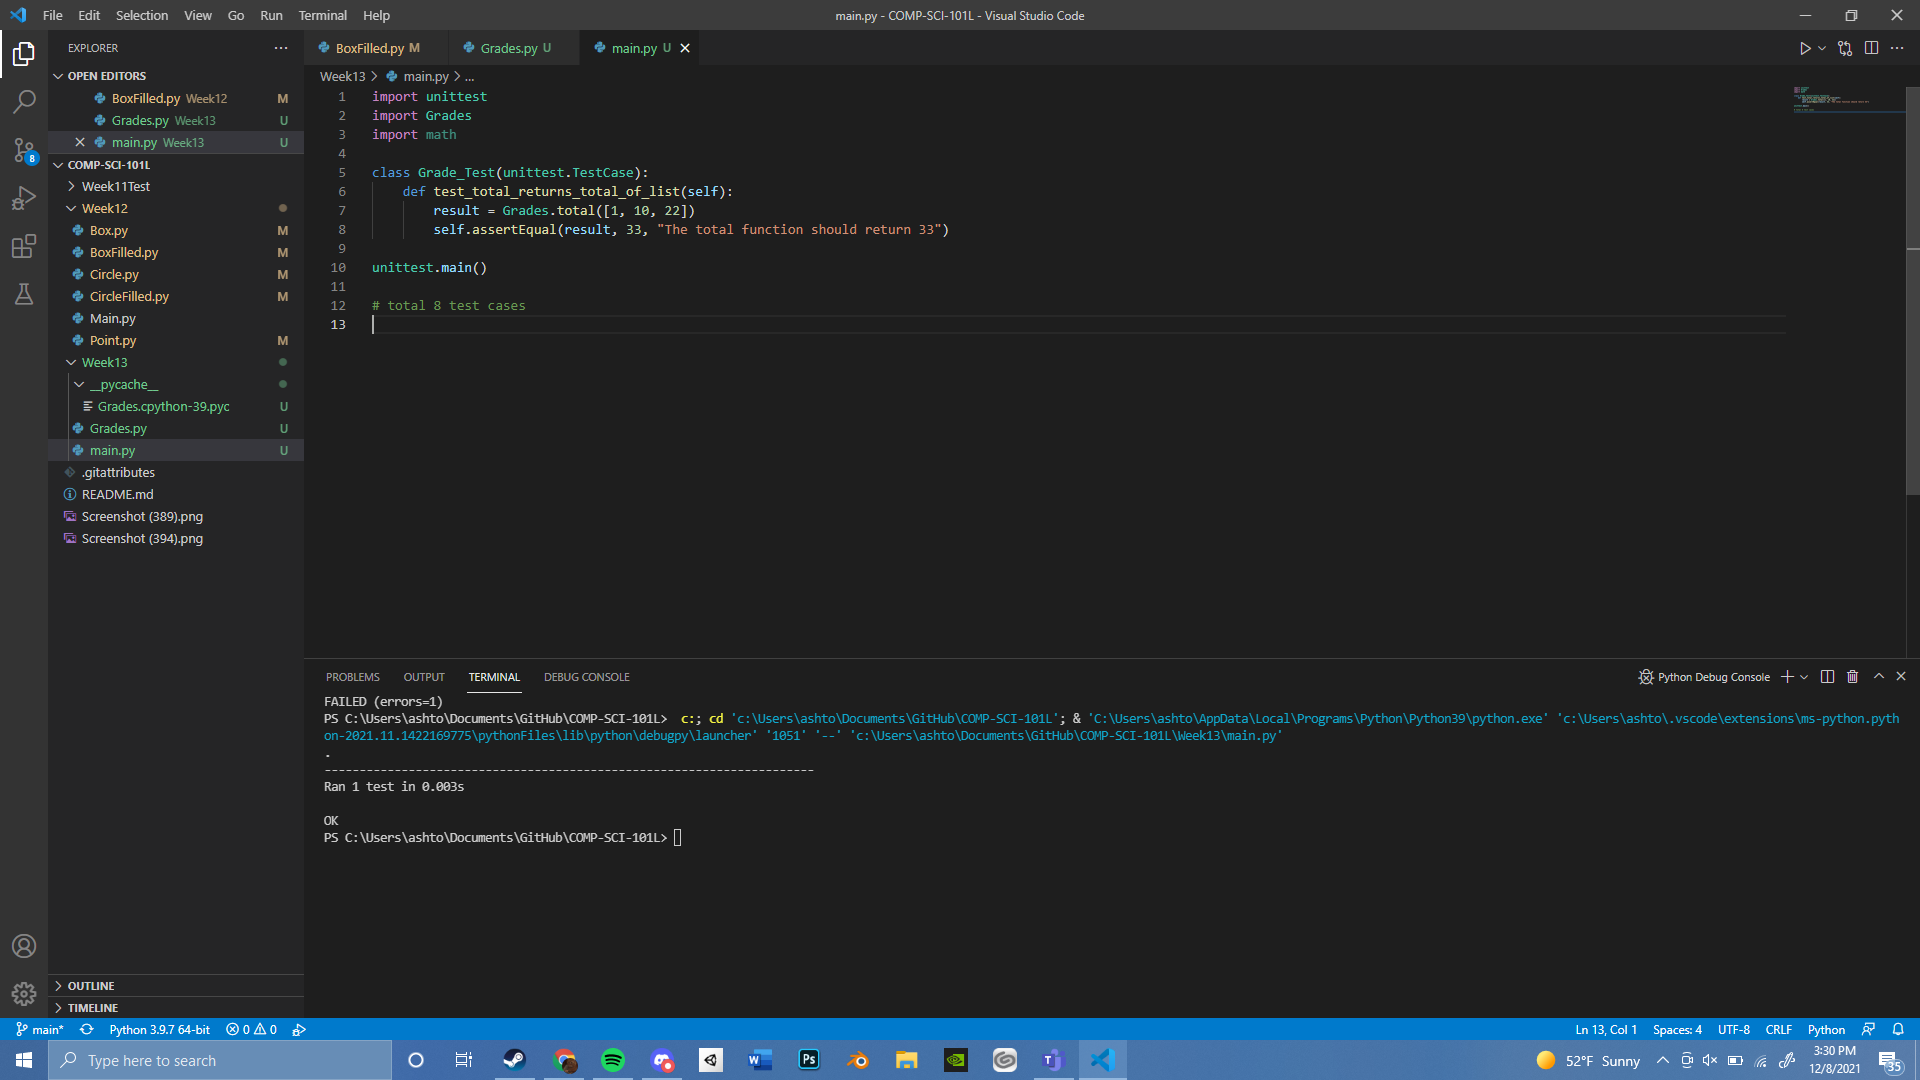 File Edit Selection View Go Run Terminal Help
main.py - COMP-SCI-101L - Visual Studio Code
EXPLORER
OPEN EDITORS
BoxFilled.py Week12 M
Grades.py Week13 U
main.py Week13 U
COMP-SCI-101L
Week11Test
Week12
Box.py M
BoxFilled.py M
Circle.py M
CircleFilled.py M
Main.py
Point.py M
Week13
__pycache__
Grades.cpython-39.pyc U
Grades.py U
main.py U
.gitattributes
README.md
Screenshot (389).png
Screenshot (394).png
OUTLINE
TIMELINE
8
BoxFilled.py M
Grades.py U
main.py U
Week13 > main.py > ...
1 import unittest
2 import Grades
3 import math
4
5 class Grade_Test(unittest.TestCase):
6 def test_total_returns_total_of_list(self):
7 result = Grades.total([1, 10, 22])
8 self.assertEqual(result, 33, "The total function should return 33")
9
10 unittest.main()
11
12 # total 8 test cases
13
PROBLEMS OUTPUT TERMINAL DEBUG CONSOLE
Python Debug Console
FAILED (errors=1)
PS C:\Users\ashto\Documents\GitHub\COMP-SCI-101L>  c:; cd 'c:\Users\ashto\Documents\GitHub\COMP-SCI-101L'; & 'C:\Users\ashto\AppData\Local\Programs\Python\Python39\python.exe' 'c:\Users\ashto\.vscode\extensions\ms-python.pyth
on-2021.11.1422169775\pythonFiles\lib\python\debugpy\launcher' '1051' '--' 'c:\Users\ashto\Documents\GitHub\COMP-SCI-101L\Week13\main.py'
.
----------------------------------------------------------------------
Ran 1 test in 0.003s
OK
PS C:\Users\ashto\Documents\GitHub\COMP-SCI-101L>
main* Python 3.9.7 64-bit 0 0
Ln 13, Col 1 Spaces: 4 UTF-8 CRLF Python
Type here to search
Ps
52°F Sunny
3:30 PM
12/8/2021
35